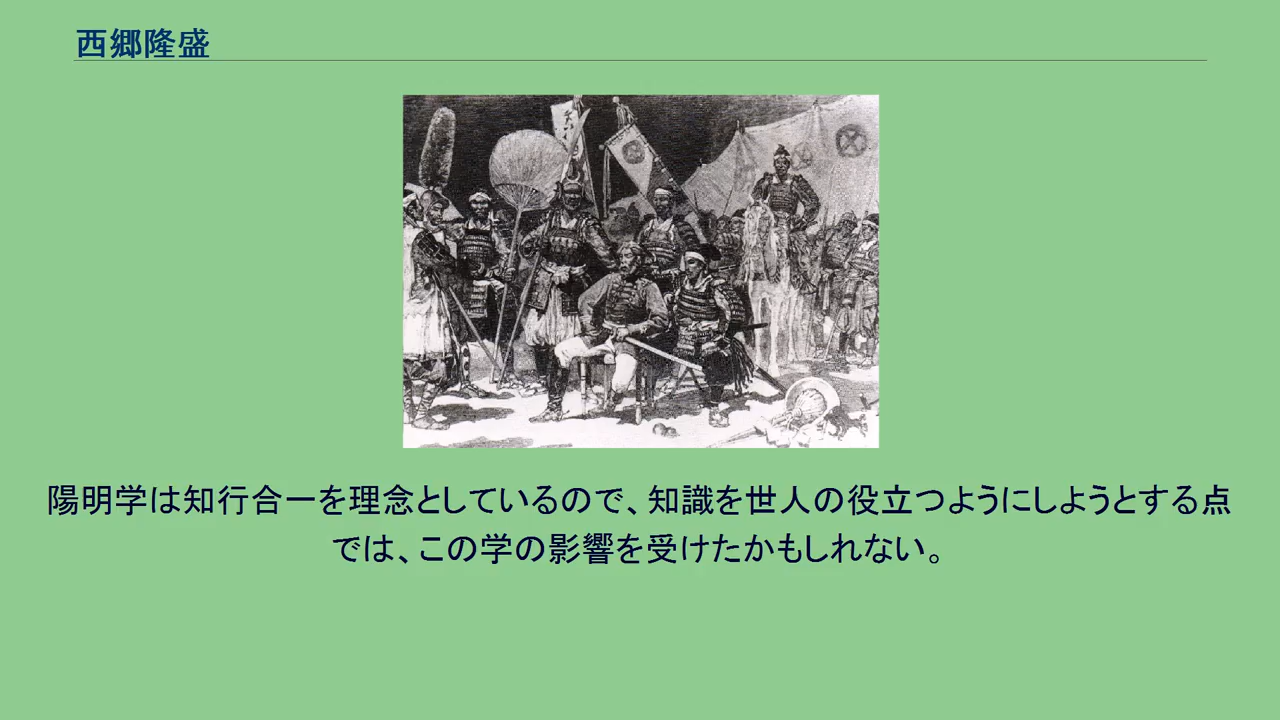 西郷隆盛
陽明学は知行合一を理念としているので、知識を世人の役立つようにしようとする点
では、この学の影響を受けたかもしれない。